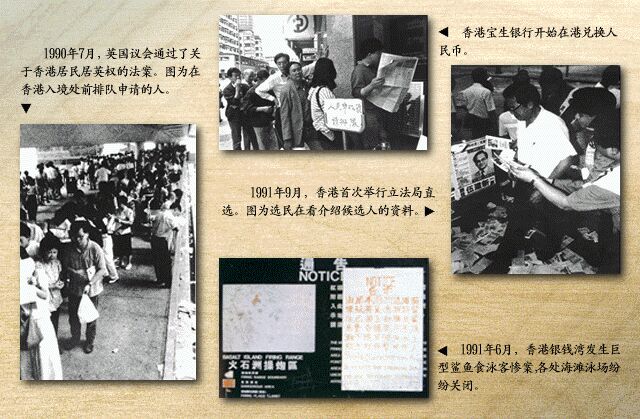 1990年7月，英国议会通过了关
于香港居民居英权的法案。图为在
香港入境处前排队申请的人。
香港宝生银行开始在港兑换人
民币。
1991年9月，香港首次举行立法局直
选。图为选民在看介绍候选人的资料。
通告
NOTICE
NOTICE
BASALT ISLAND FIRING RANGE
火石洲操炮區
1991年6月，香港银钱湾发生巨
型鲨鱼食泳客惨案,各处海滩泳场纷
纷关闭。